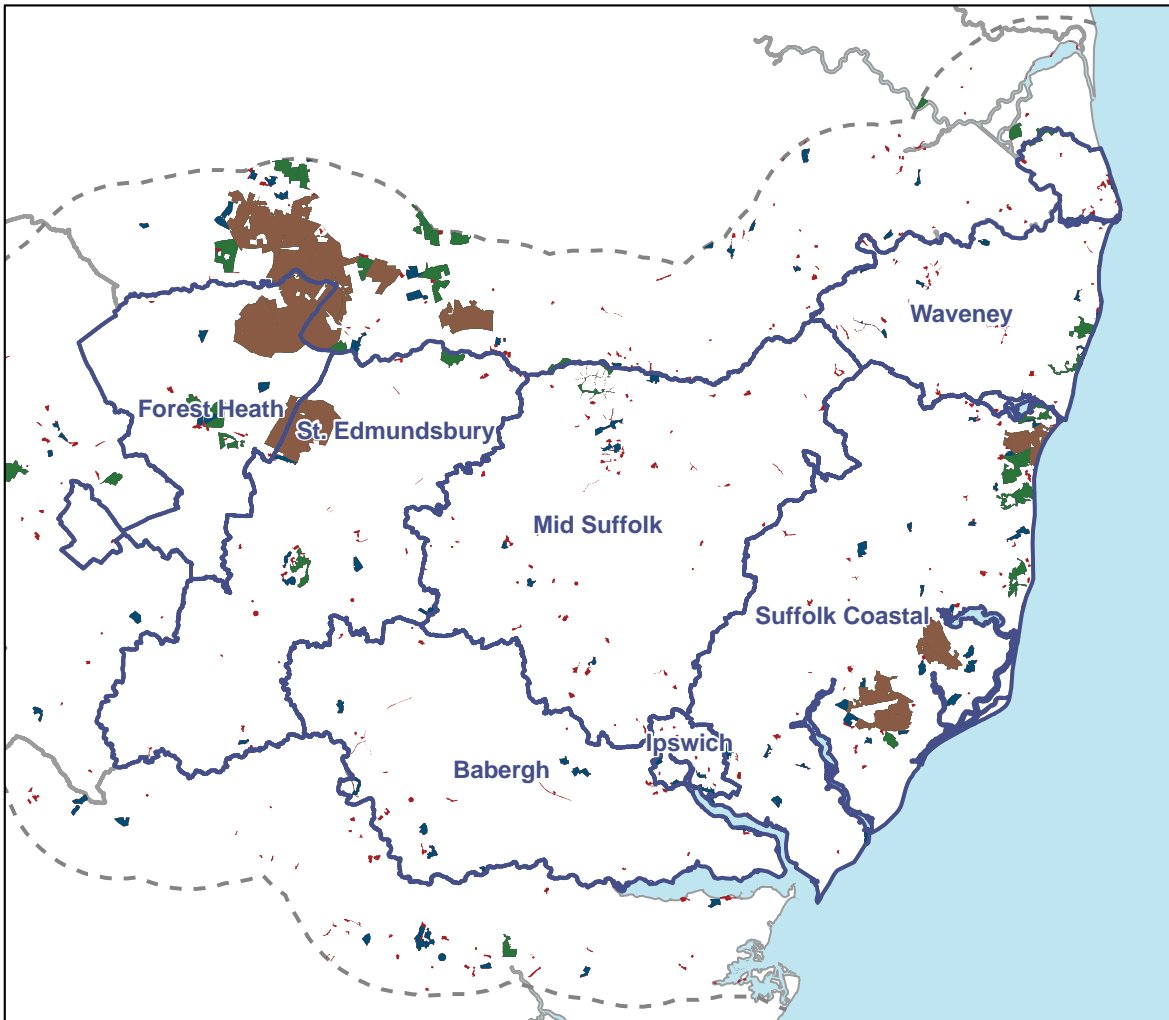 Waveney
Forest Heath
St. Edmundsbury
Mid Suffolk
Suffolk Coastal
Ipswich
Babergh